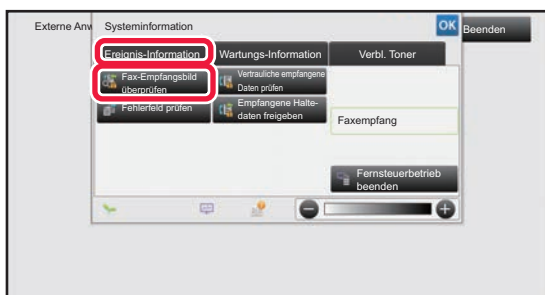 Externe Anw
Systeminformation
OK
Beenden
Ereignis-Information
Wartungs-Information
Verbl. Toner
Fax-Empfangsbild
überprüfen
Vertrauliche empfangene
Daten prüfen
Fehlerfeld prüfen
Empfangene Halte-
daten freigeben
Faxempfang
Fernsteuerbetrieb
beenden